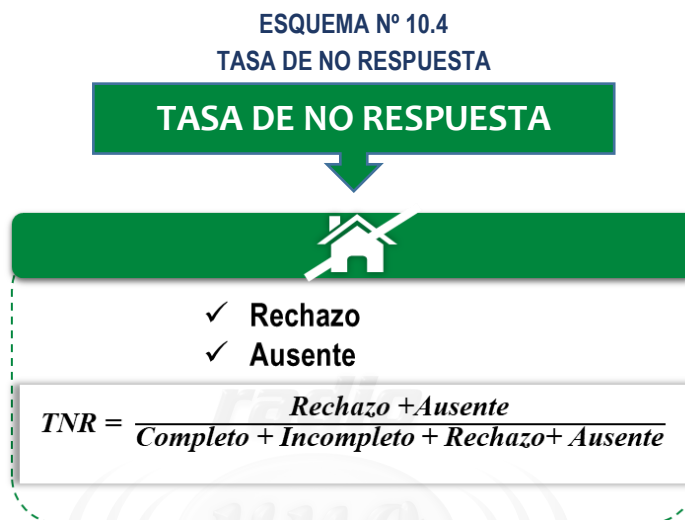 ESQUEMA Nº 10.4
TASA DE NO RESPUESTA
TASA DE NO RESPUESTA
✓ Rechazo
✓ Ausente
radio
TNR = Rechazo +Ausente
Completo + Incompleto + Rechazo+ Ausente